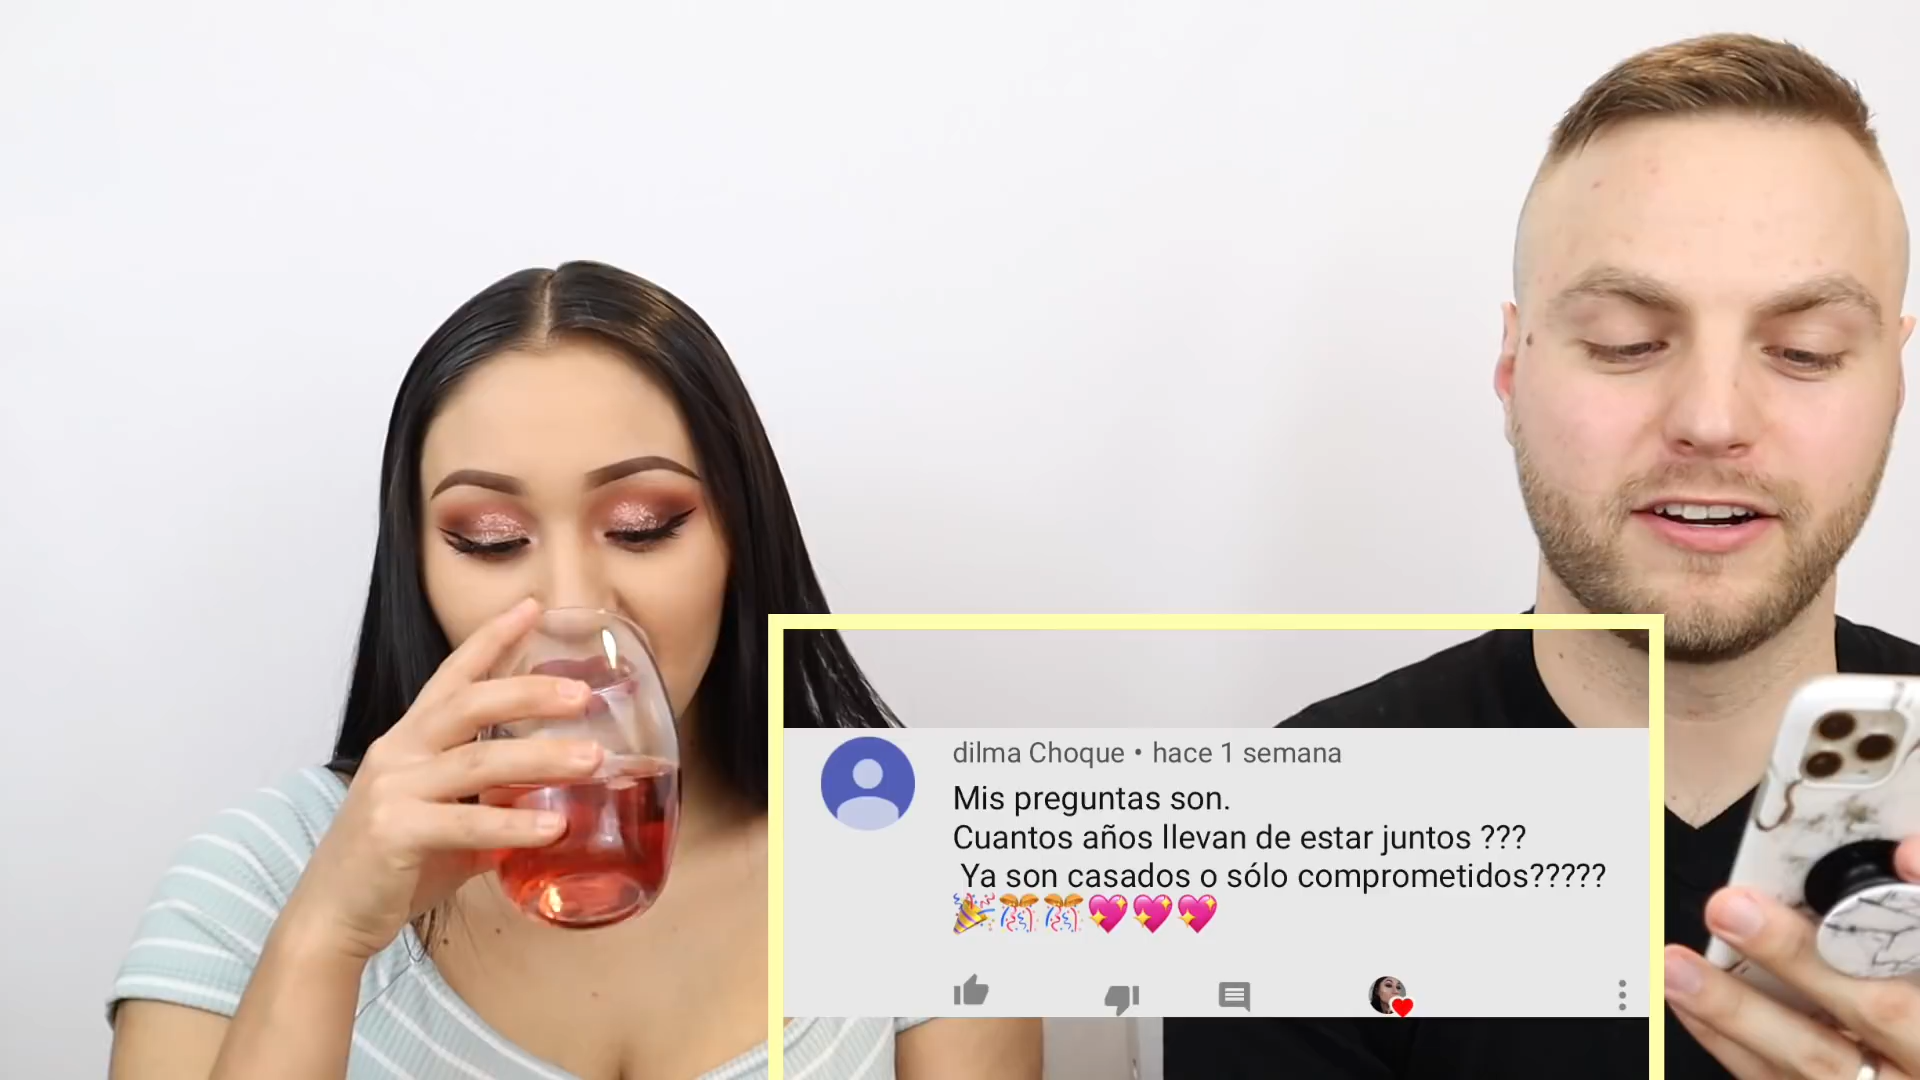 dilma Choque • hace 1 semana
Mis preguntas son.
Cuantos años llevan de estar juntos ???
Ya son casados o sólo comprometidos?????
🎉🎊🎊💖💖💖